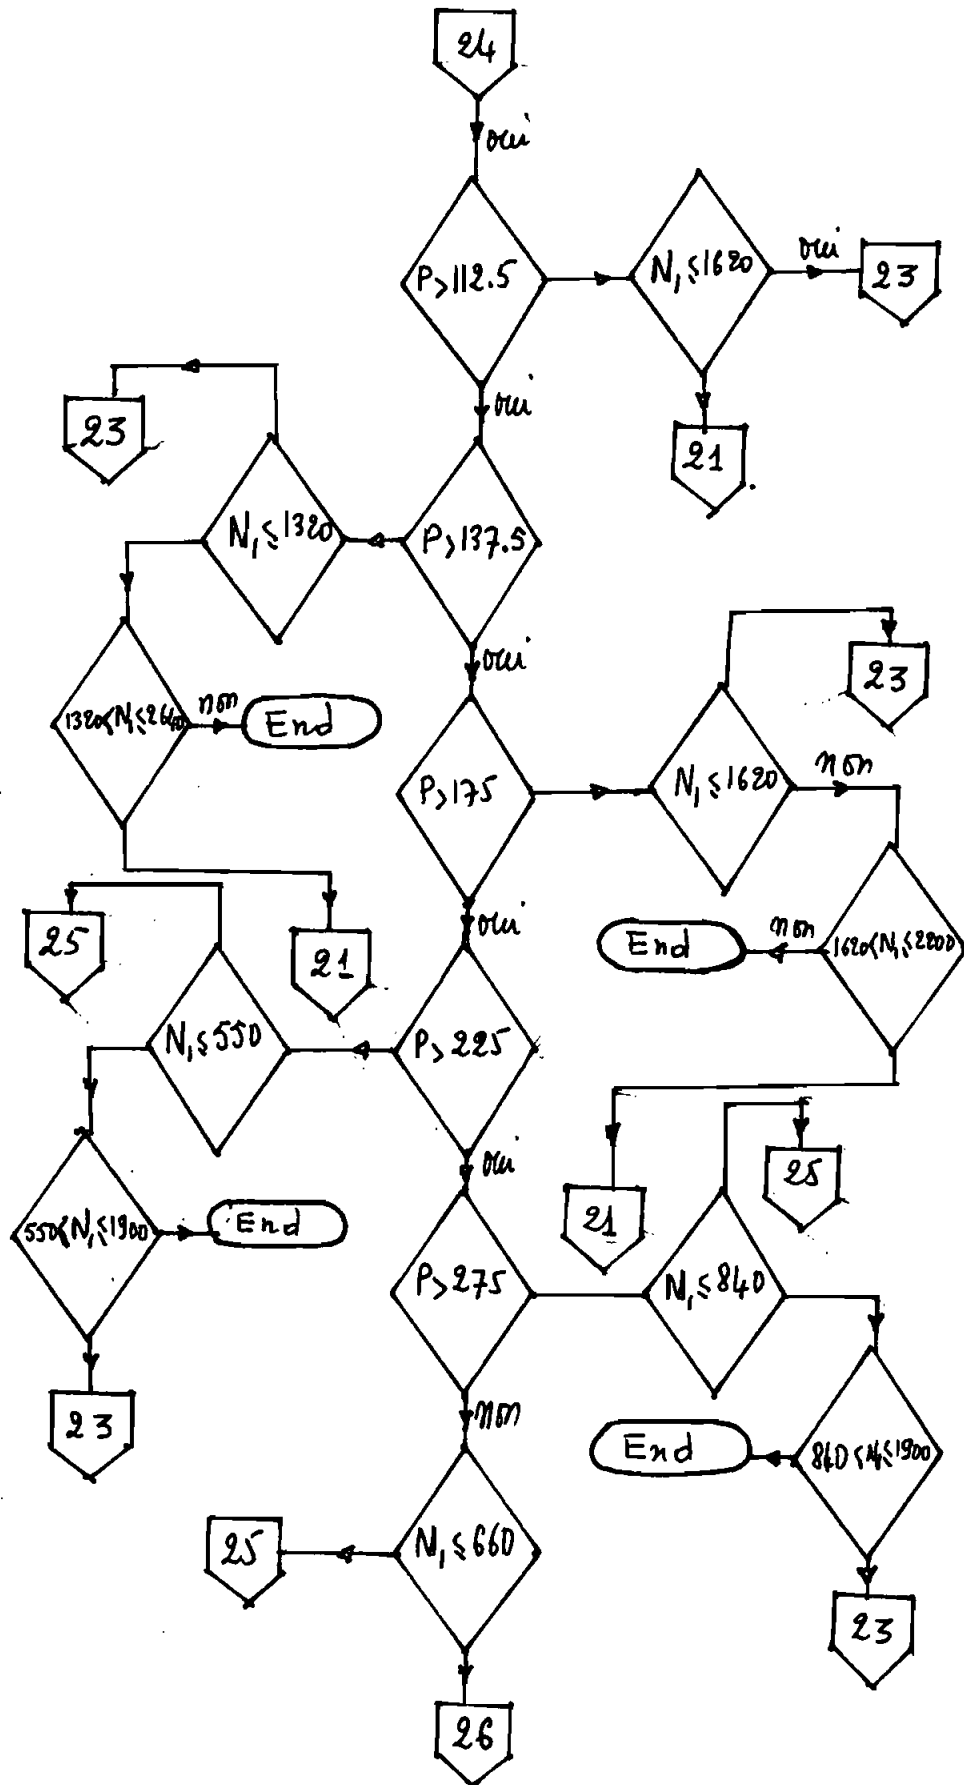 24
oui
P>112.5
N₁≤1620
oui
23
oui
21
23
N₁≤1320
P>137.5
oui
23
1320<N₁≤2640
non
End
P>175
N₁≤1620
non
oui
25
21
End
non
1620<N₁≤2200
N₁≤550
P>225
oui
25
21
550<N₁≤1900
End
P>275
N₁≤840
non
23
End
840<N₁≤1900
25
N₁≤660
23
26